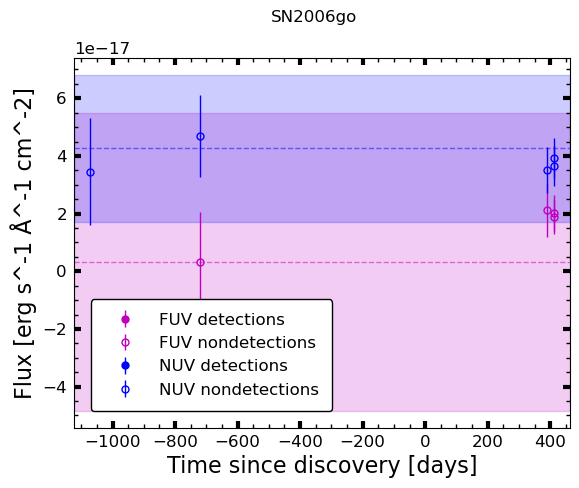 SN2006go
1e−17
6
4
2
0
−2
−4
Flux [erg s^-1 Å^-1 cm^-2]
FUV detections
FUV nondetections
NUV detections
NUV nondetections
−1000 −800 −600 −400 −200 0 200 400
Time since discovery [days]